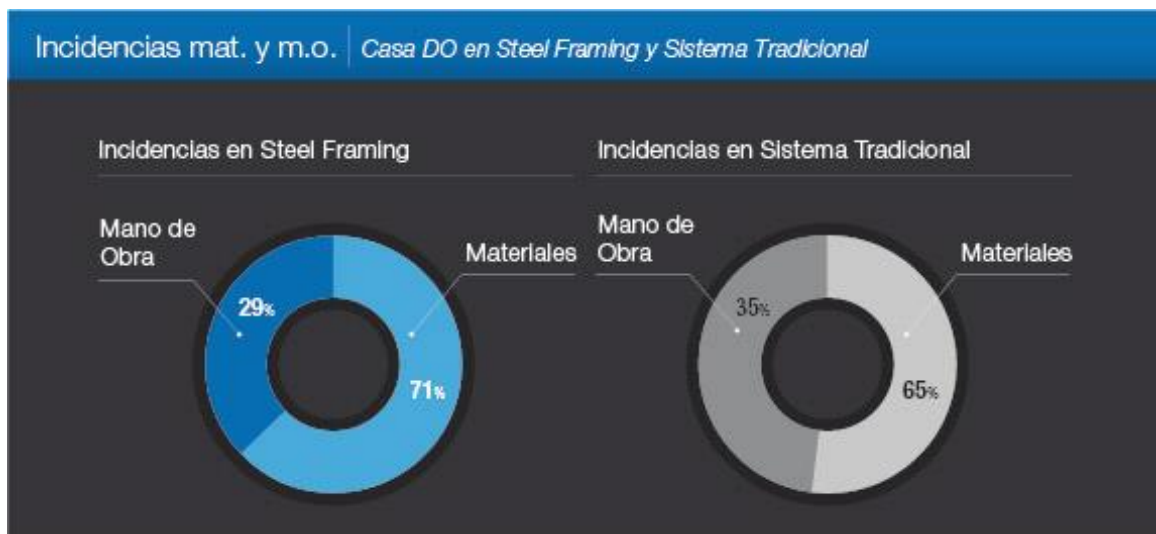 Incidencias mat. y m.o. | Casa DO en Steel Framing y Sistema Tradicional
Incidencias en Steel Framing
Mano de
Obra
Materiales
29%
71%
Incidencias en Sistema Tradicional
Mano de
Obra
Materiales
35%
65%